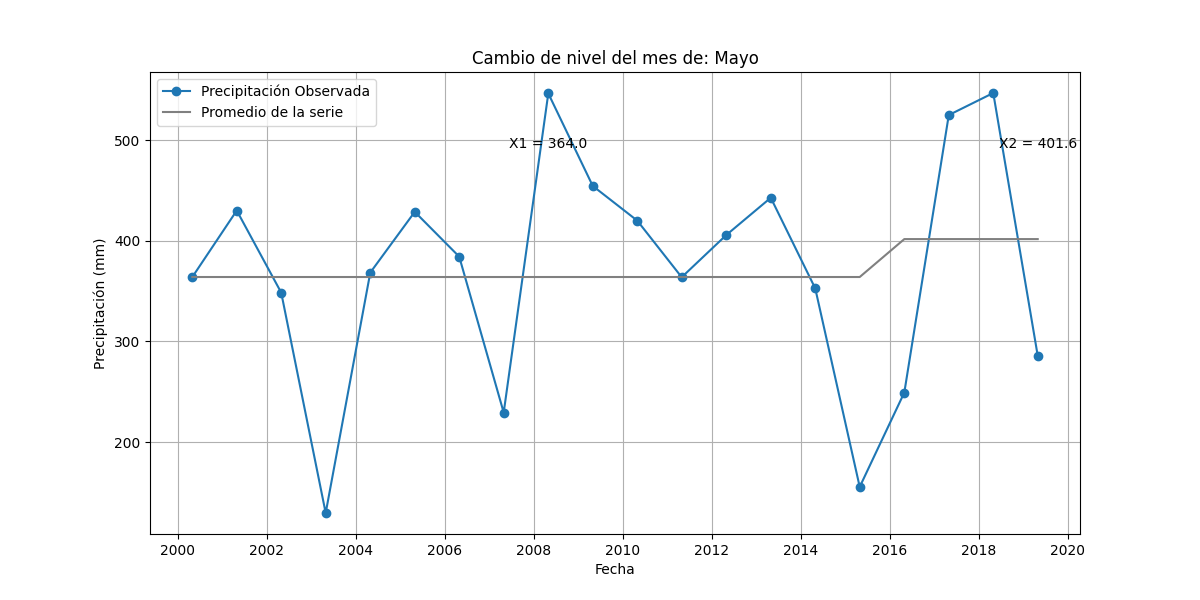 Cambio de nivel del mes de: Mayo
Precipitación Observada
Promedio de la serie
X1 = 364.0
X2 = 401.6
Precipitación (mm)
500
400
300
200
2000 2002 2004 2006 2008 2010 2012 2014 2016 2018 2020
Fecha